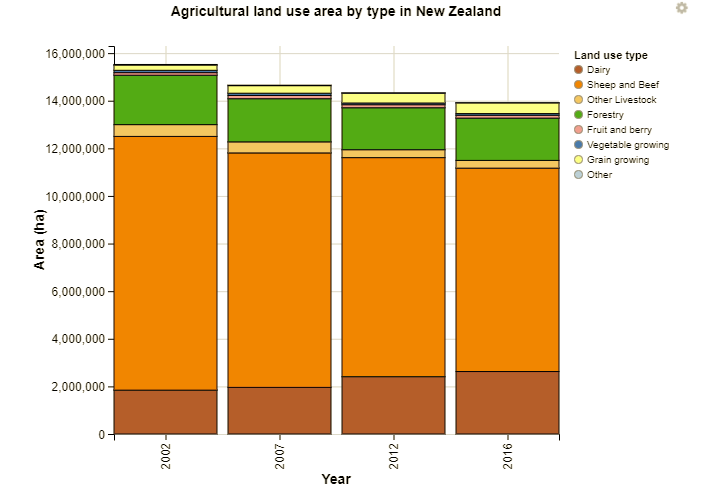 Agricultural land use area by type in New Zealand
16,000,000
14,000,000
12,000,000
10,000,000
8,000,000
6,000,000
4,000,000
2,000,000
0
Area (ha)
2002
2007
2012
2016
Year
Land use type
Dairy
Sheep and Beef
Other Livestock
Forestry
Fruit and berry
Vegetable growing
Grain growing
Other